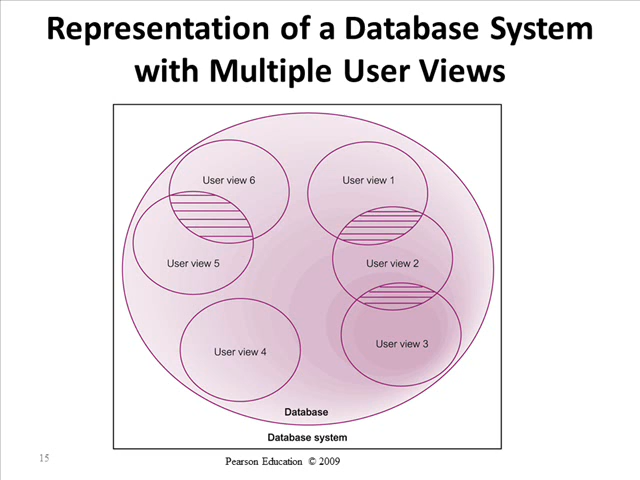 Representation of a Database System
with Multiple User Views
User view 6
User view 1
User view 5
User view 2
User view 4
User view 3
Database
Database system
15
Pearson Education © 2009